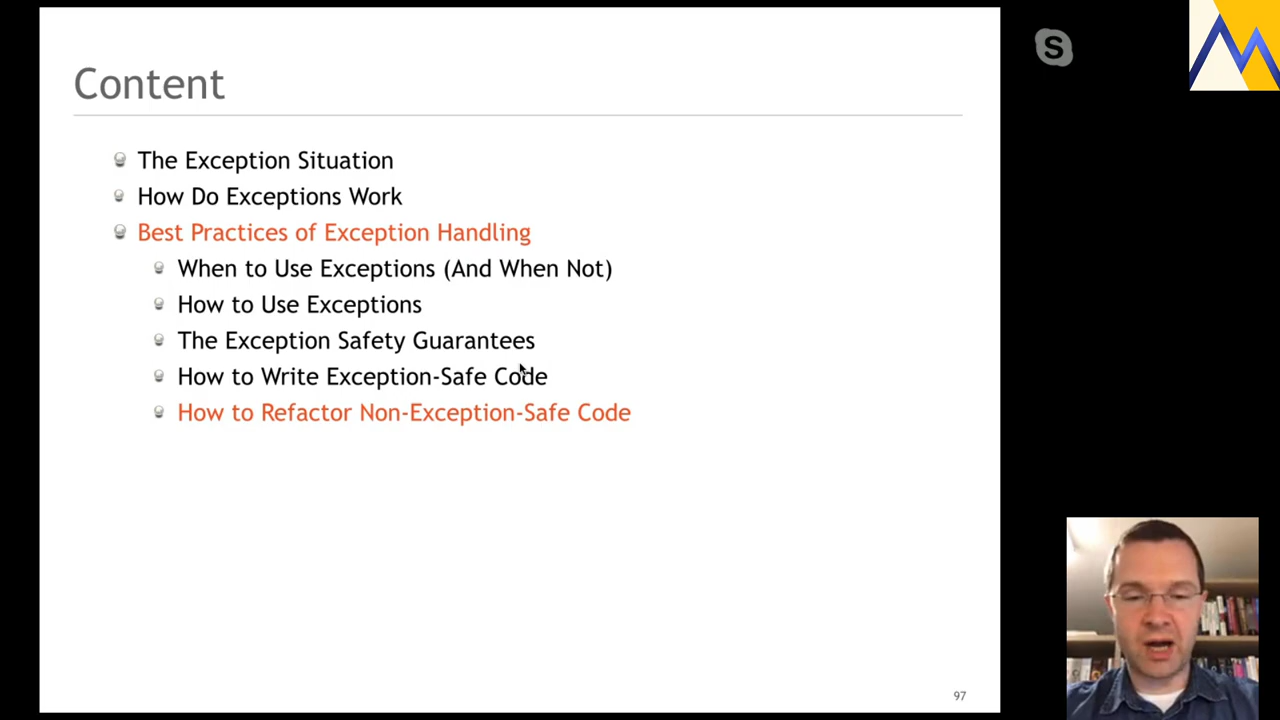 Content
The Exception Situation
How Do Exceptions Work
Best Practices of Exception Handling
When to Use Exceptions (And When Not)
How to Use Exceptions
The Exception Safety Guarantees
How to Write Exception-Safe Code
How to Refactor Non-Exception-Safe Code
97
S